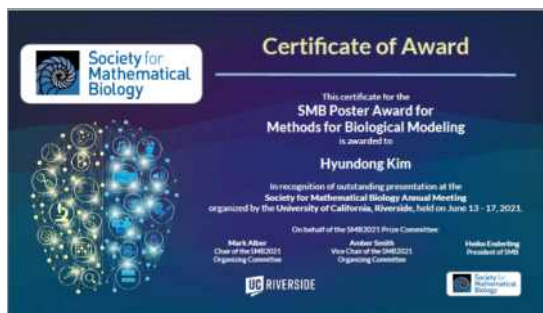 Society for
Mathematical
Biology
Certificate of Award
This certificate for the
SMB Poster Award for
Methods for Biological Modeling
is awarded to
Hyundong Kim
In recognition of outstanding presentation at the
Society for Mathematical Biology Annual Meeting
organized by the University of California, Riverside, held on June 13 - 17, 2021.
On behalf of the SMB2021 Prize Committee:
Mark Alber
Chair of the SMB2021
Organizing Committee
Amber Smith
Vice Chair of the SMB2021
Organizing Committee
Heiko Enderling
President of SMB
UC RIVERSIDE
Society for
Mathematical
Biology